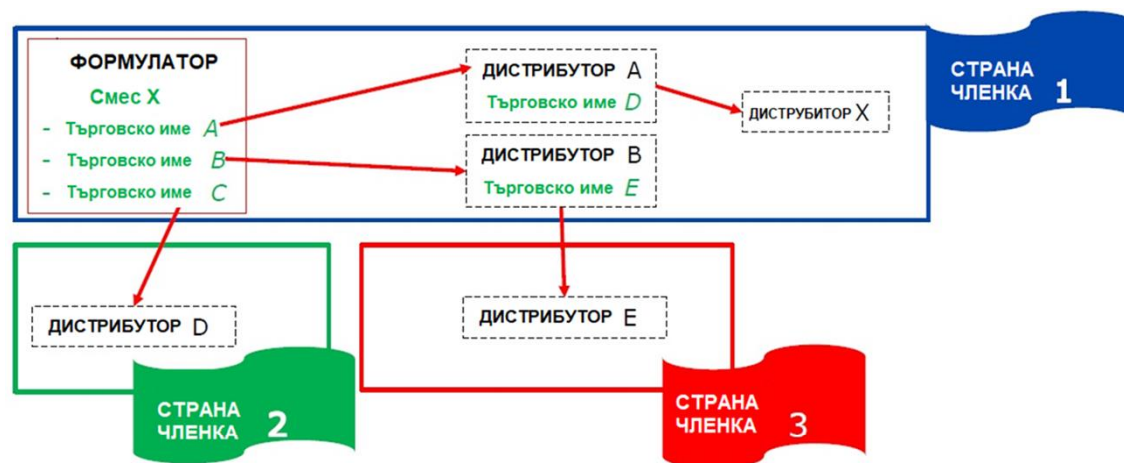 ФОРМУЛАТОР
Смес X
- Търговско име A
- Търговско име B
- Търговско име C
ДИСТРИБУТОР A
Търговско име D
ДИСТРИБУТОР B
Търговско име E
ДИСТРУБИТОР X
СТРАНА
ЧЛЕНКА 1
ДИСТРИБУТОР D
СТРАНА
ЧЛЕНКА 2
ДИСТРИБУТОР E
СТРАНА
ЧЛЕНКА 3